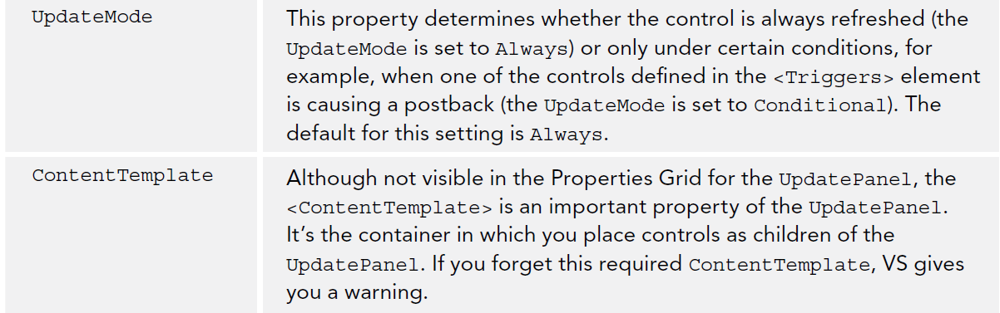 UpdateMode
This property determines whether the control is always refreshed (the
UpdateMode is set to Always) or only under certain conditions, for
example, when one of the controls defined in the <Triggers> element
is causing a postback (the UpdateMode is set to Conditional). The
default for this setting is Always.
ContentTemplate
Although not visible in the Properties Grid for the UpdatePanel, the
<ContentTemplate> is an important property of the UpdatePanel.
It’s the container in which you place controls as children of the
UpdatePanel. If you forget this required ContentTemplate, VS gives
you a warning.